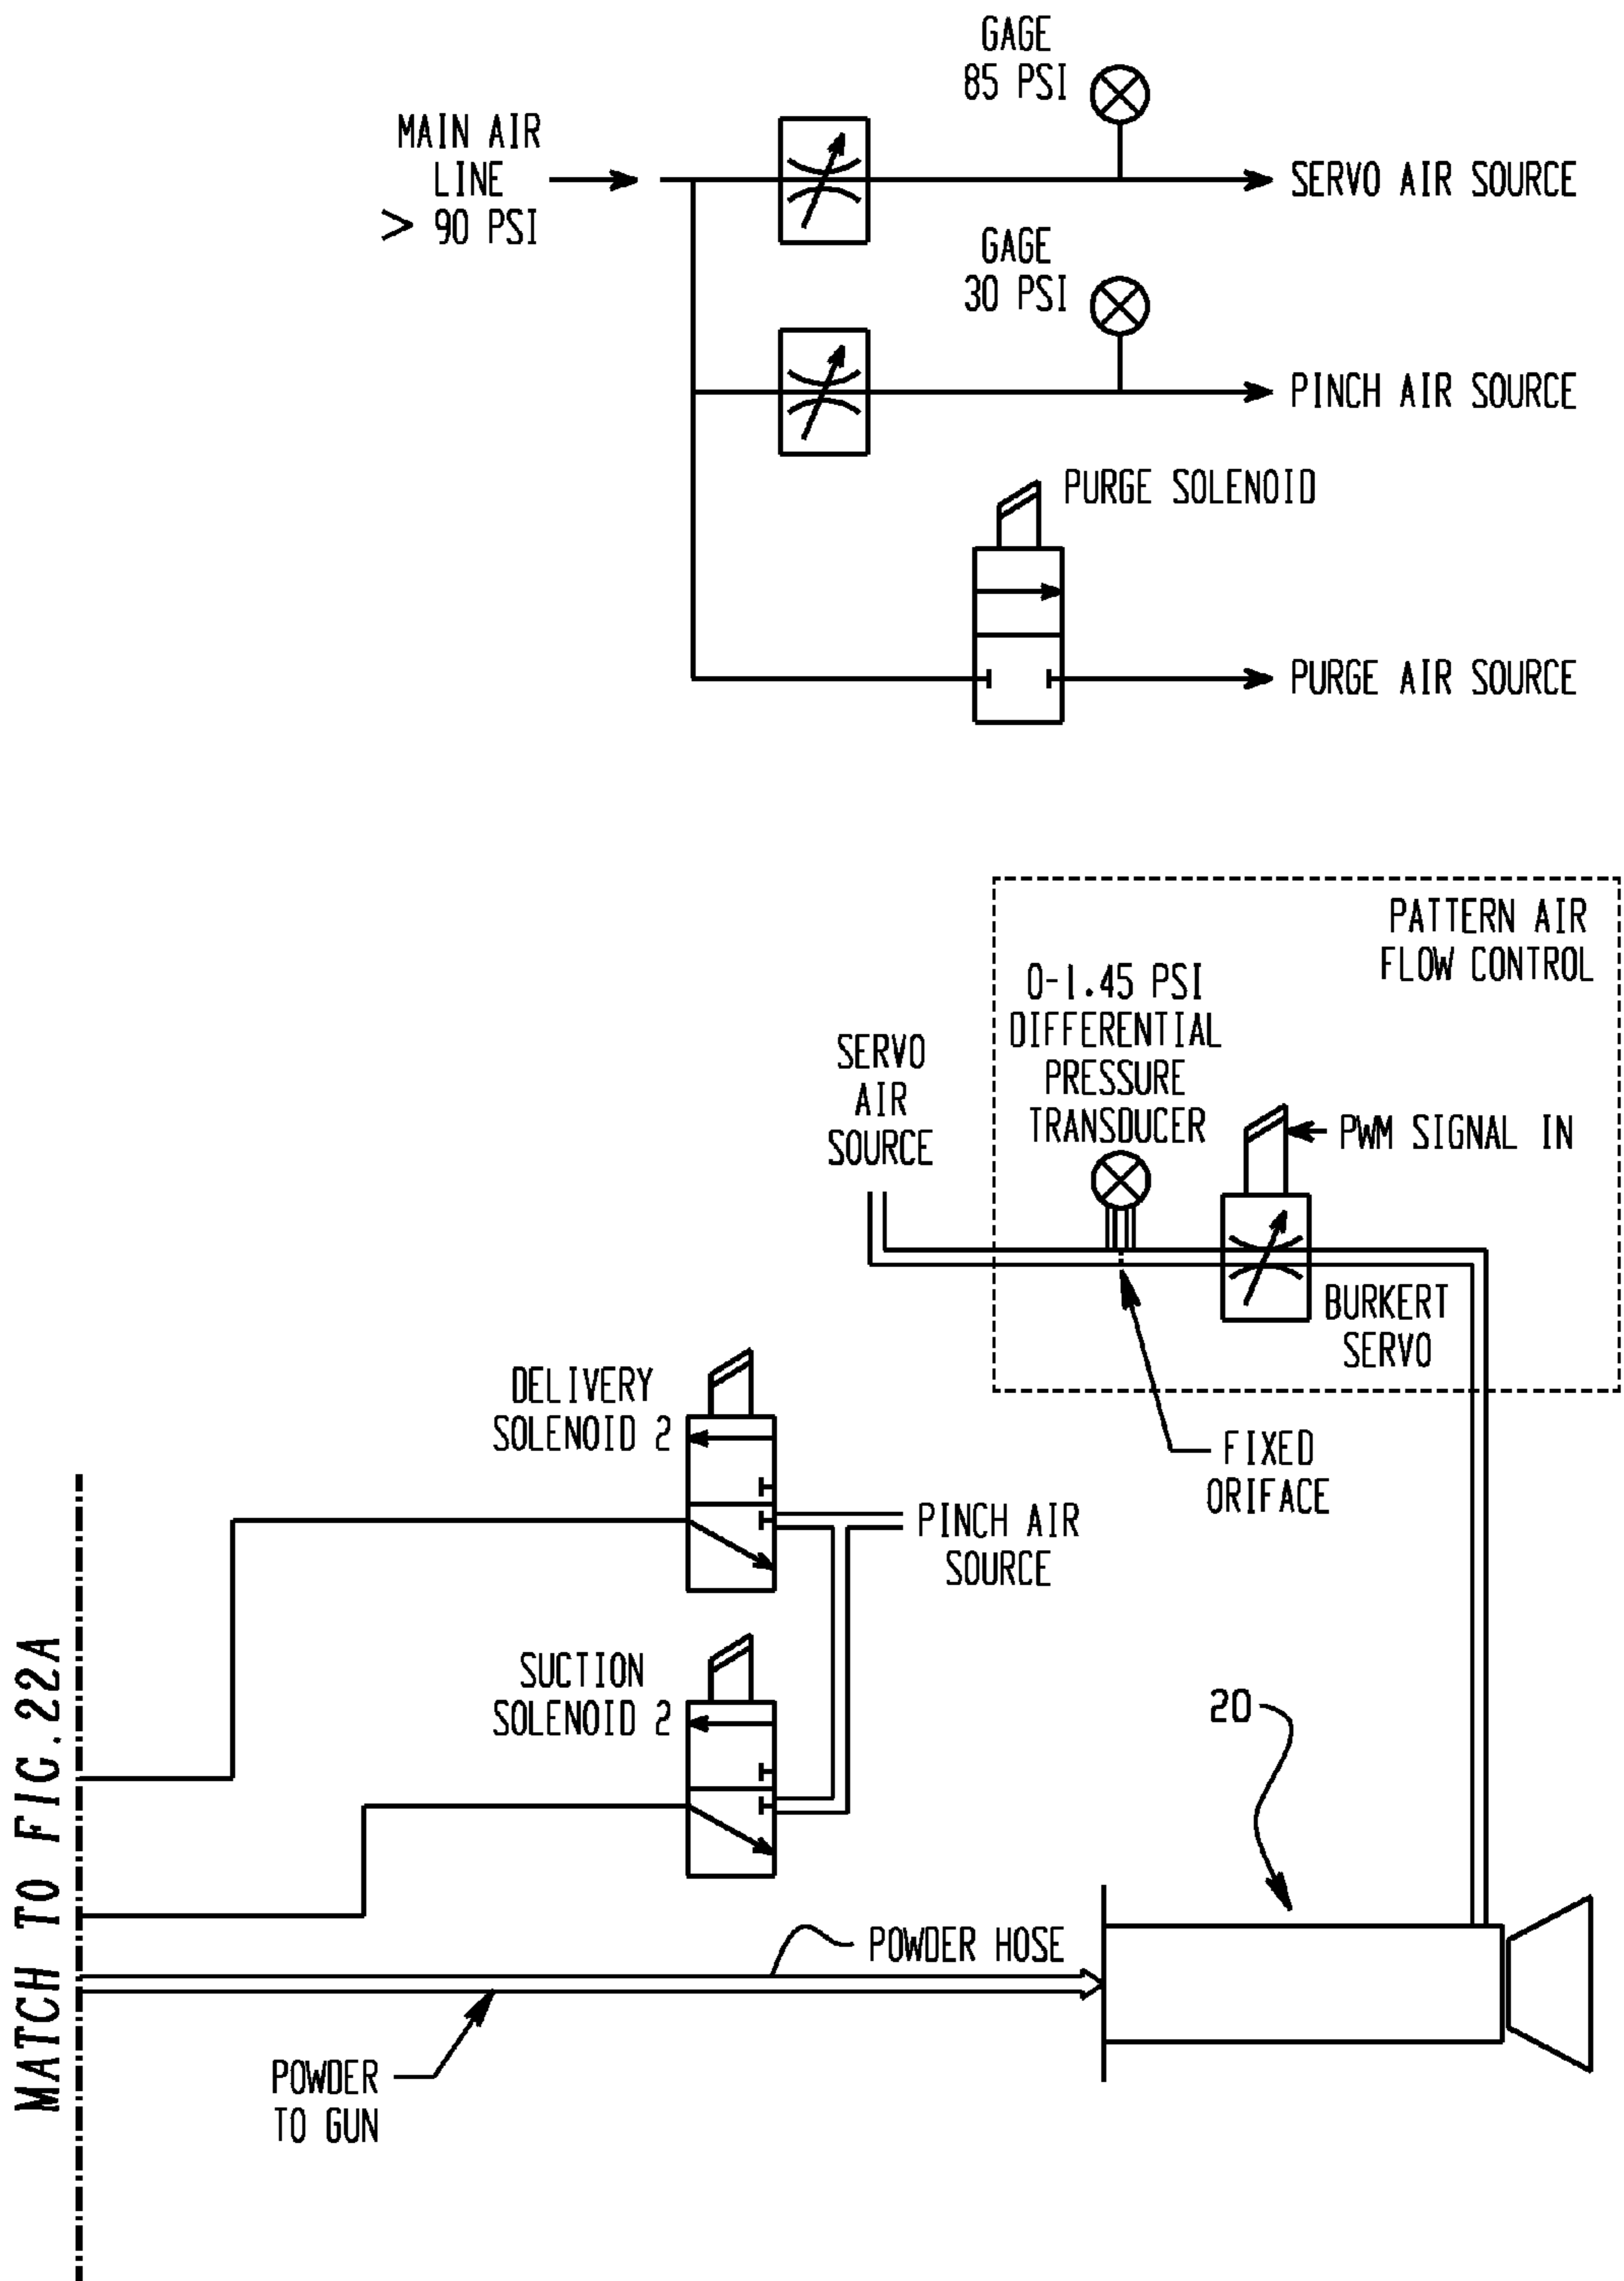 GAGE
85 PSI
MAIN AIR
LINE
> 90 PSI
SERVO AIR SOURCE
GAGE
30 PSI
PINCH AIR SOURCE
PURGE SOLENOID
PURGE AIR SOURCE
PATTERN AIR
FLOW CONTROL
0-1.45 PSI
DIFFERENTIAL
PRESSURE
TRANSDUCER
SERVO
AIR
SOURCE
PWM SIGNAL IN
BURKERT
SERVO
FIXED
ORIFACE
DELIVERY
SOLENOID 2
PINCH AIR
SOURCE
SUCTION
SOLENOID 2
20
MATCH TO FIG.22A
POWDER HOSE
POWDER
TO GUN